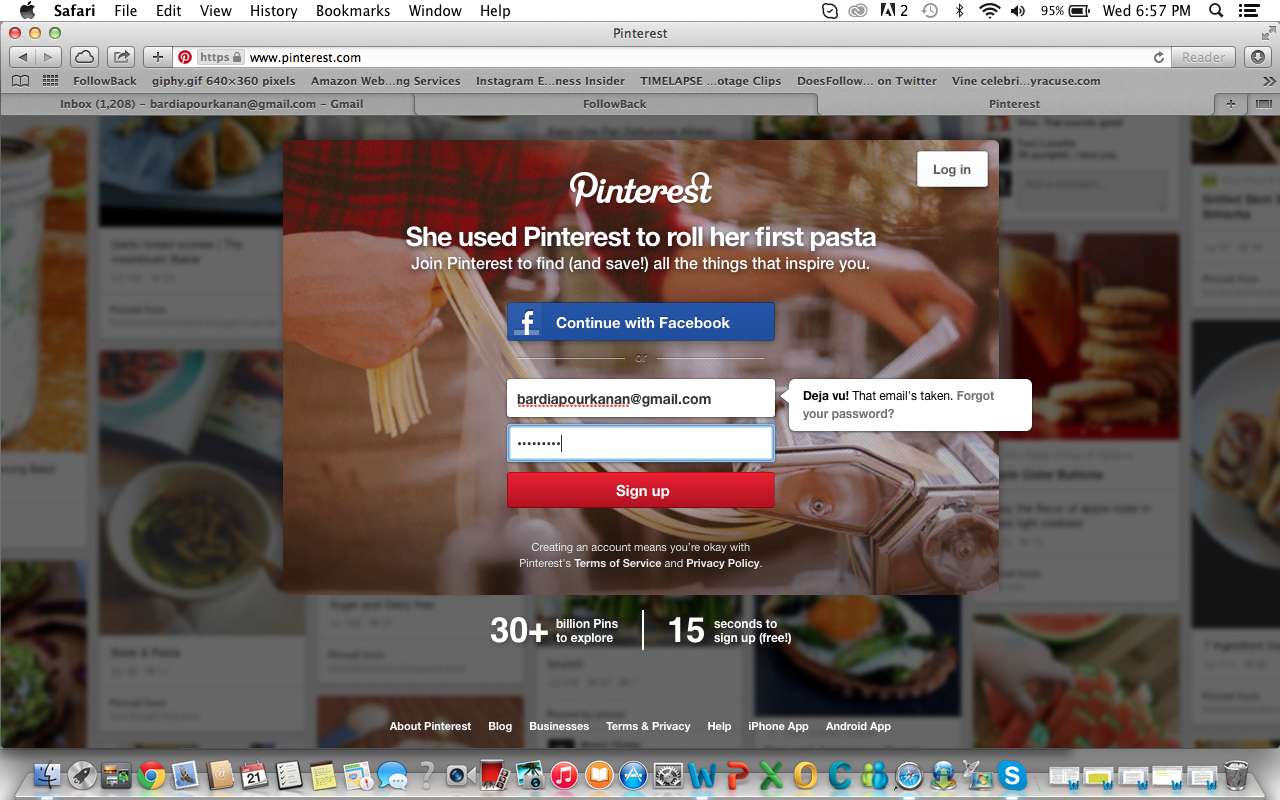 Safari File Edit View History Bookmarks Window Help 2 95% Wed 6:57 PM
Pinterest
https www.pinterest.com Reader
FollowBack giphy.gif 640×360 pixels Amazon Web...ng Services Instagram E...ness Insider TIMELAPSE ...otage Clips DoesFollow... on Twitter Vine celebri...yracuse.com
Inbox (1,208) – bardiapourkanan@gmail.com – Gmail FollowBack Pinterest
Log in
Pinterest
She used Pinterest to roll her first pasta
Join Pinterest to find (and save!) all the things that inspire you.
f Continue with Facebook
or
bardiapourkanan@gmail.com
Deja vu! That email's taken. Forgot
your password?
•••••••••
Sign up
Creating an account means you're okay with
Pinterest's Terms of Service and Privacy Policy.
30+ billion Pins
to explore
15 seconds to
sign up (free!)
About Pinterest Blog Businesses Terms & Privacy Help iPhone App Android App
21